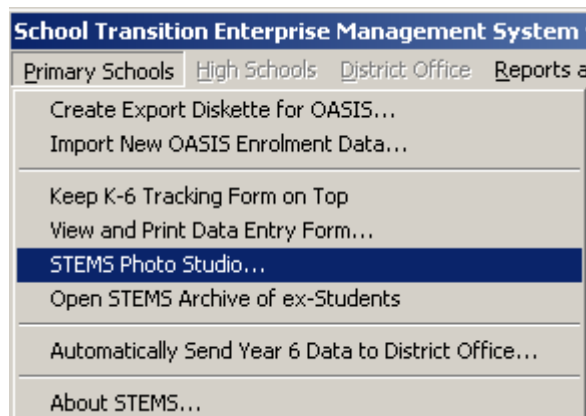 School Transition Enterprise Management System
Primary Schools High Schools District Office Reports a
Create Export Diskette for OASIS...
Import New OASIS Enrolment Data...
Keep K-6 Tracking Form on Top
View and Print Data Entry Form...
STEMS Photo Studio...
Open STEMS Archive of ex-Students
Automatically Send Year 6 Data to District Office...
About STEMS...